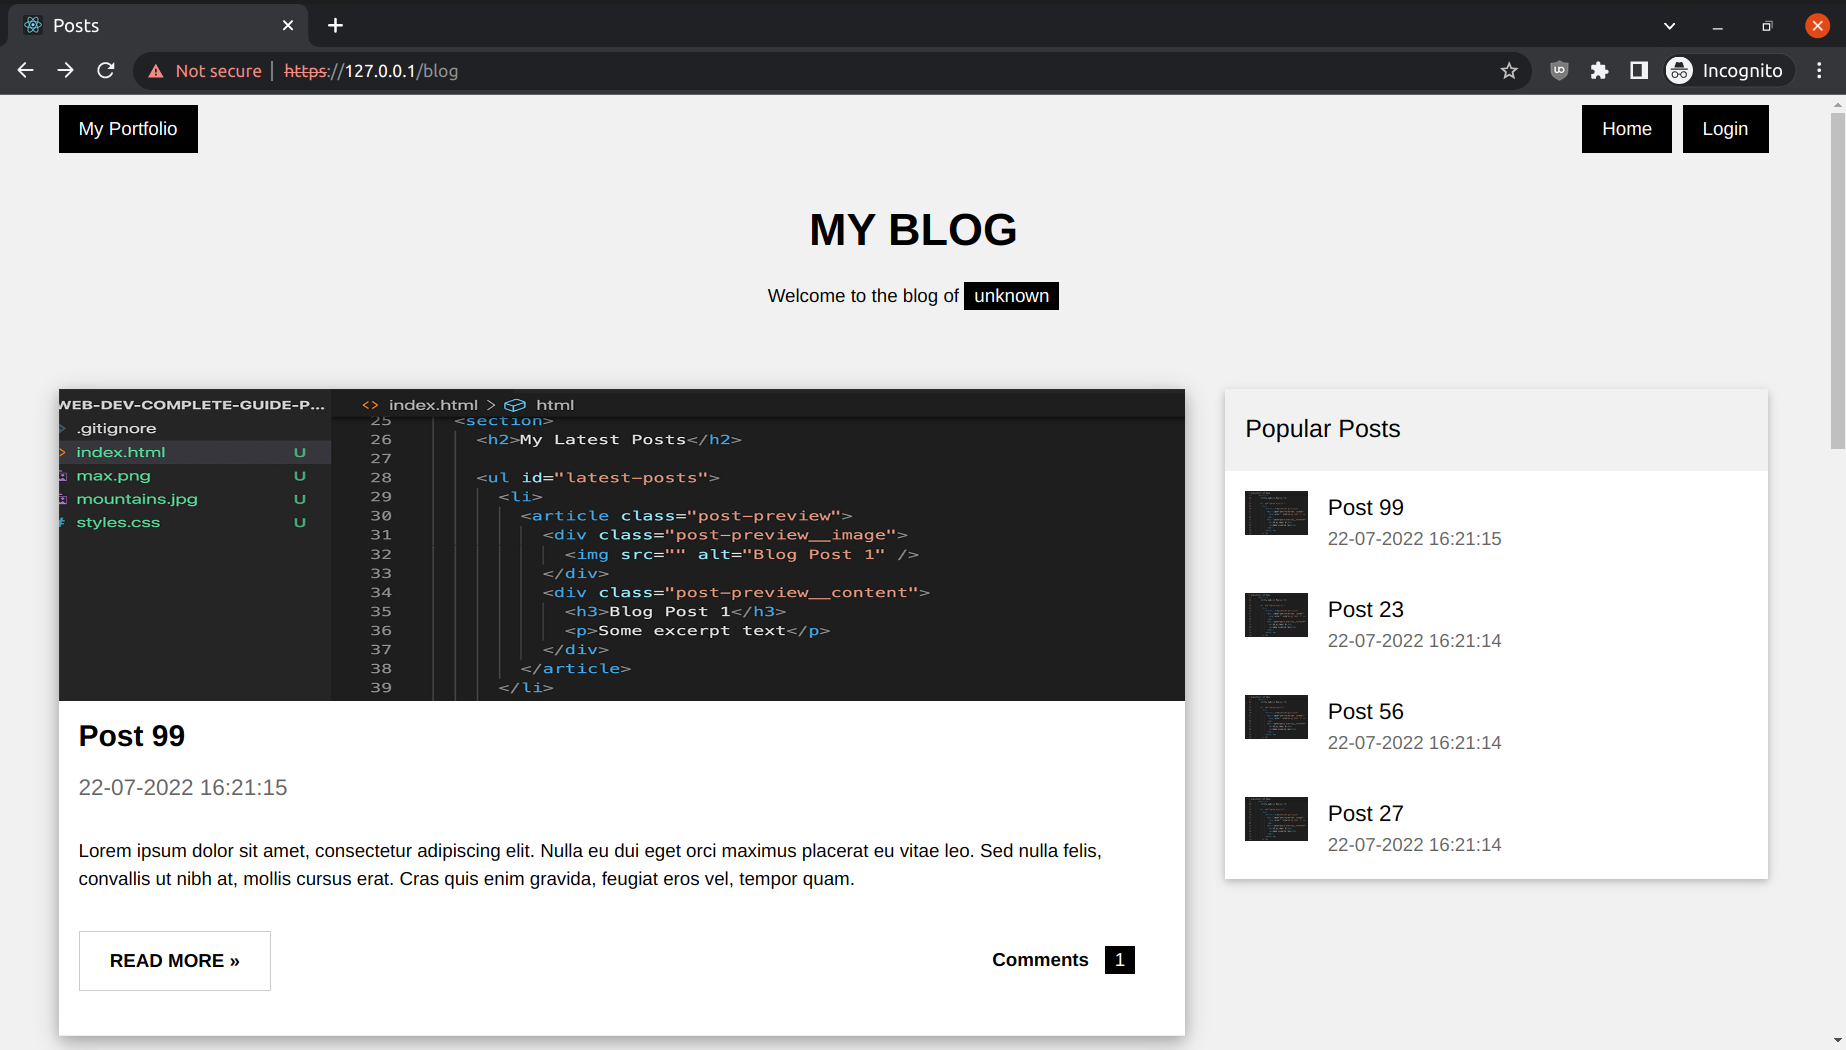 Posts
Not secure
https://127.0.0.1/blog
Incognito
My Portfolio
Home
Login
MY BLOG
Welcome to the blog of unknown
WEB-DEV-COMPLETE-GUIDE-P...
.gitignore
index.html U
max.png U
mountains.jpg U
styles.css U
<> index.html > html
25 <section>
26 <h2>My Latest Posts</h2>
27
28 <ul id="latest-posts">
29 <li>
30 <article class="post-preview">
31 <div class="post-preview__image">
32 <img src="" alt="Blog Post 1" />
33 </div>
34 <div class="post-preview__content">
35 <h3>Blog Post 1</h3>
36 <p>Some excerpt text</p>
37 </div>
38 </article>
39 </li>
Post 99
22-07-2022 16:21:15
Lorem ipsum dolor sit amet, consectetur adipiscing elit. Nulla eu dui eget orci maximus placerat eu vitae leo. Sed nulla felis,
convallis ut nibh at, mollis cursus erat. Cras quis enim gravida, feugiat eros vel, tempor quam.
READ MORE »
Comments 1
Popular Posts
Post 99
22-07-2022 16:21:15
Post 23
22-07-2022 16:21:14
Post 56
22-07-2022 16:21:14
Post 27
22-07-2022 16:21:14